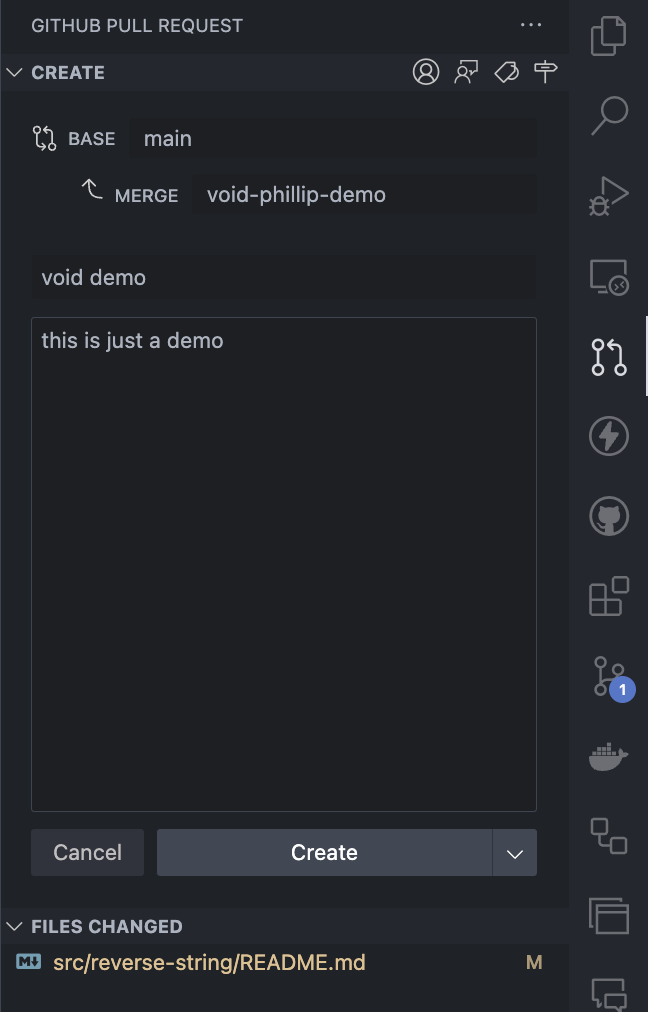 GITHUB PULL REQUEST
CREATE
BASE main
MERGE void-phillip-demo
void demo
this is just a demo
Cancel Create
FILES CHANGED
M src/reverse-string/README.md M
1